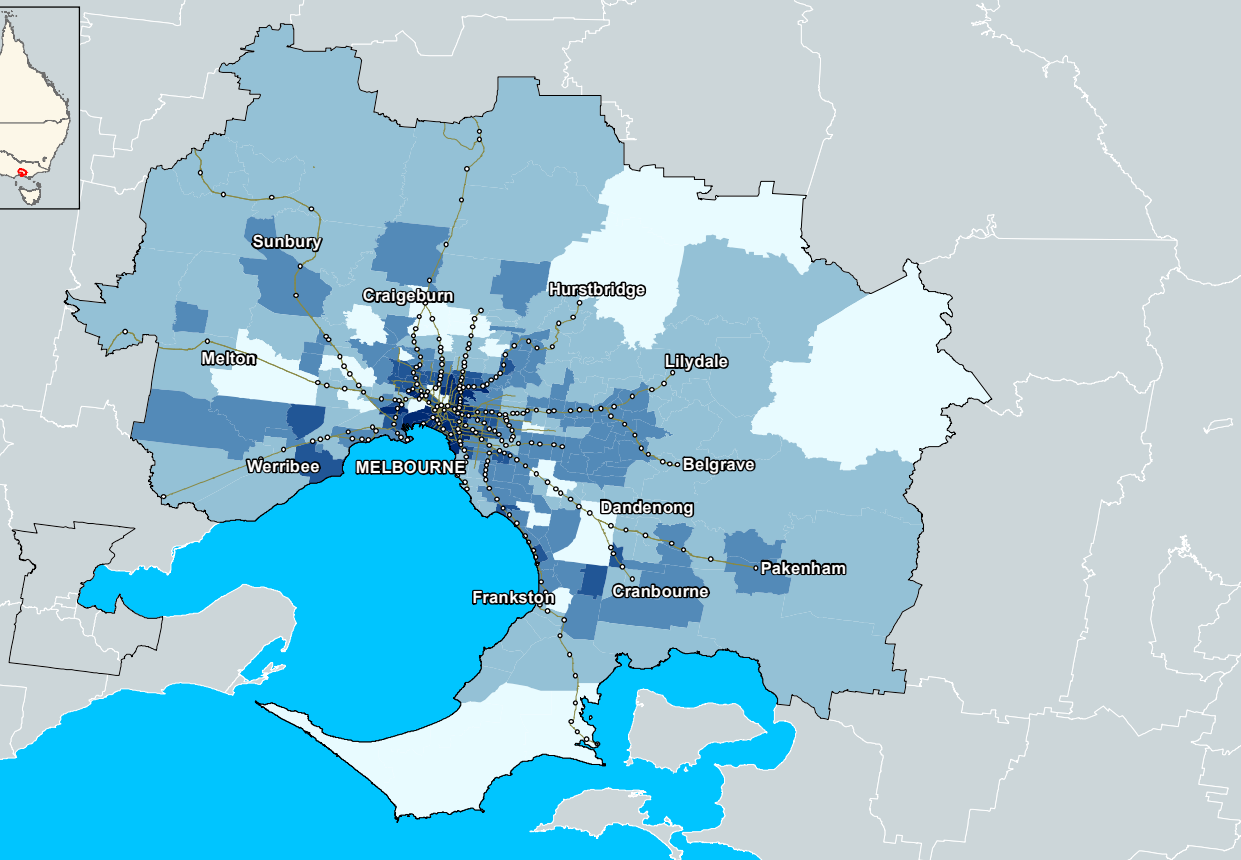 Sunbury
Hurstbridge
Craigeburn
Melton
Lilydale
Belgrave
Werribee
MELBOURNE
Dandenong
Pakenham
Cranbourne
Frankston